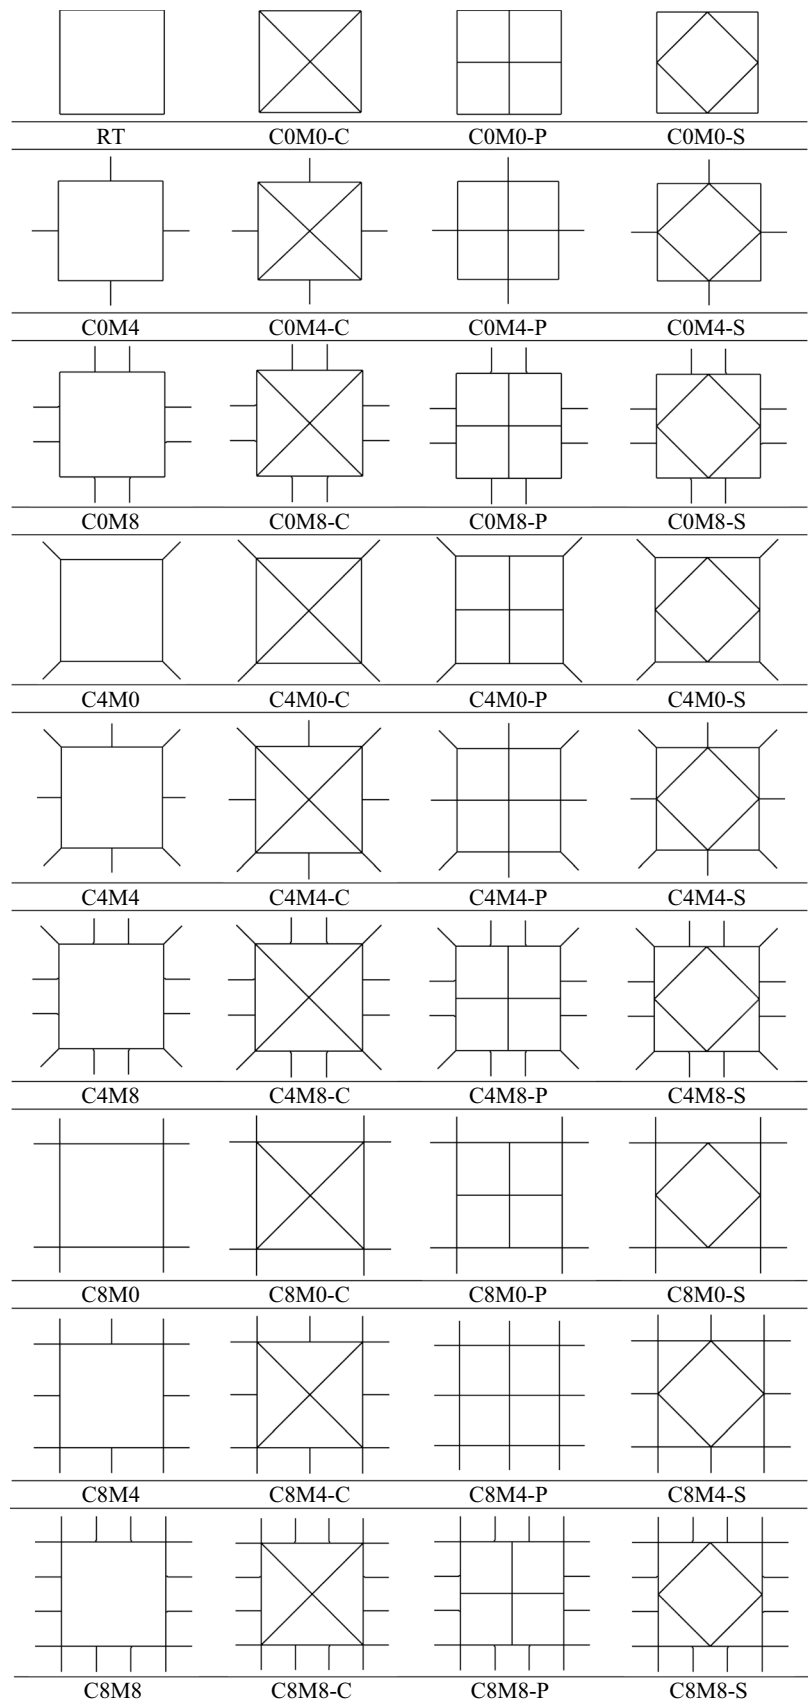 RT C0M0-C C0M0-P C0M0-S
C0M4 C0M4-C C0M4-P C0M4-S
C0M8 C0M8-C C0M8-P C0M8-S
C4M0 C4M0-C C4M0-P C4M0-S
C4M4 C4M4-C C4M4-P C4M4-S
C4M8 C4M8-C C4M8-P C4M8-S
C8M0 C8M0-C C8M0-P C8M0-S
C8M4 C8M4-C C8M4-P C8M4-S
C8M8 C8M8-C C8M8-P C8M8-S